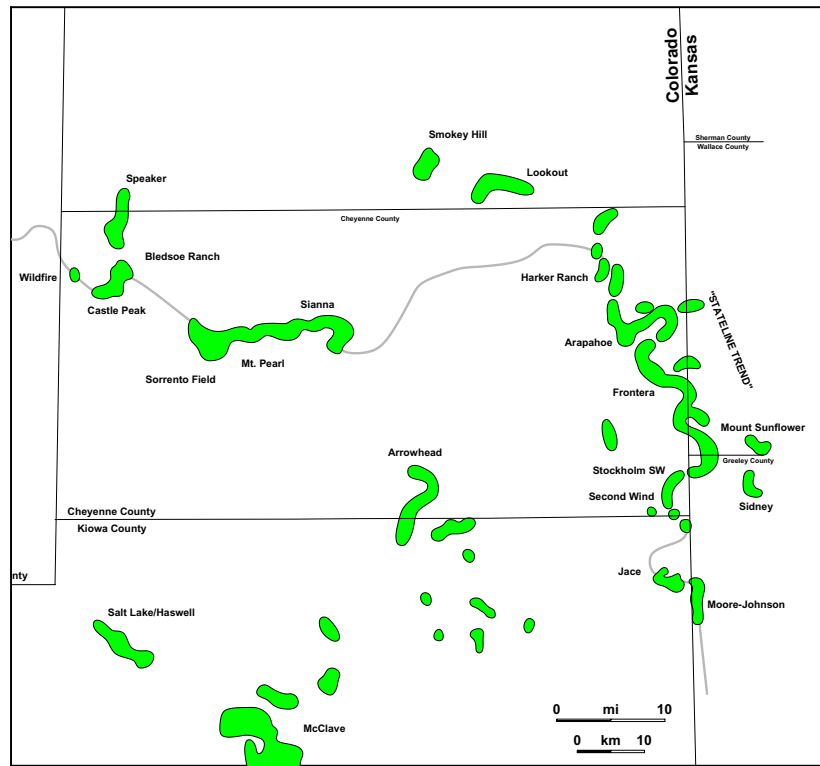 Colorado
Kansas
Sherman County
Wallace County
Smokey Hill
Lookout
Speaker
Cheyenne County
Bledsoe Ranch
Wildfire
Harker Ranch
Castle Peak
Sianna
"STATELINE TREND"
Arapahoe
Mt. Pearl
Sorrento Field
Frontera
Mount Sunflower
Arrowhead
Greeley County
Stockholm SW
Second Wind
Sidney
Cheyenne County
Kiowa County
nty
Jace
Moore-Johnson
Salt Lake/Haswell
McClave
0 mi 10
0 km 10